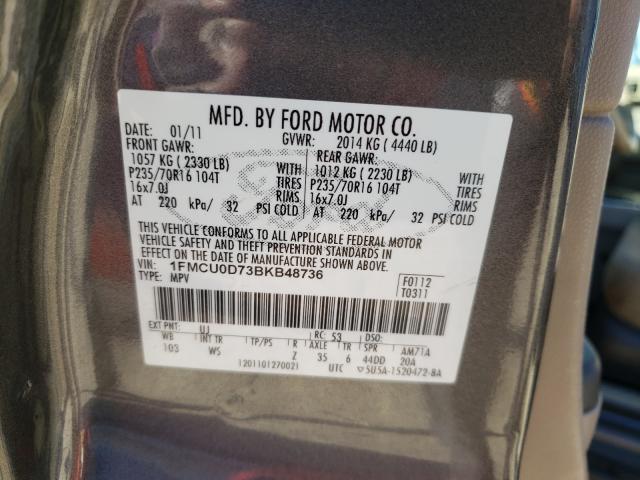 MFD. BY FORD MOTOR CO.
DATE: 01/11 GVWR: 2014 KG ( 4440 LB)
FRONT GAWR: REAR GAWR:
1057 KG ( 2330 LB) WITH 1012 KG ( 2230 LB) WITH
P235/70R16 104T TIRES P235/70R16 104T TIRES
16x7.0J RIMS 16x7.0J RIMS
AT 220 kPa/ 32 PSI COLD AT 220 kPa/ 32 PSI COLD
Ford
THIS VEHICLE CONFORMS TO ALL APPLICABLE FEDERAL MOTOR
VEHICLE SAFETY AND THEFT PREVENTION STANDARDS IN
EFFECT ON THE DATE OF MANUFACTURE SHOWN ABOVE.
VIN: 1FMCU0D73BKB48736 F0112
TYPE: MPV T0311
EXT PNT: UJ RC: 53 DSO:
WB INT TR TP/PS R AXLE TR SPR AM71A
103 WS Z 35 6 44DD 20A
1201101270021 UTC 5U5A-1520472-BA